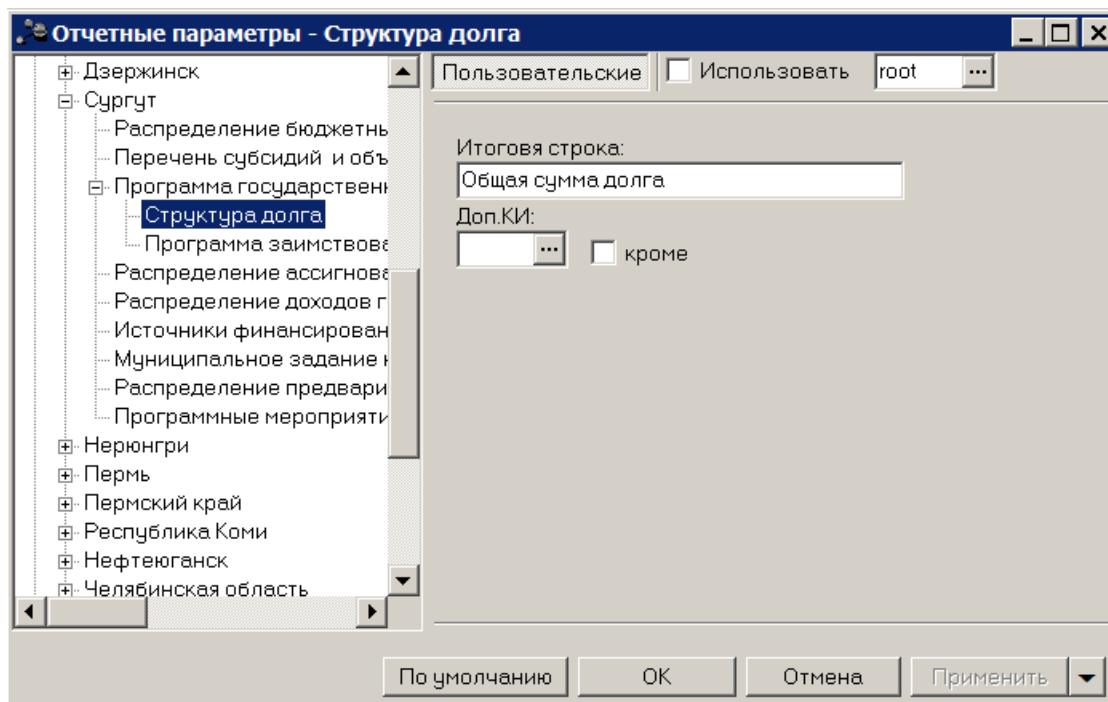 Отчетные параметры - Структура долга
Дзержинск
Сургут
Распределение бюджетнь
Перечень субсидий и объ
Программа государственн
Структура долга
Программа заимствова
Распределение ассигнова
Распределение доходов г
Источники финансирован
Муниципальное задание н
Распределение предвари
Программные мероприяти
Нерюнгри
Пермь
Пермский край
Республика Коми
Нефтеюганск
Челябинская область
Пользовательские Использовать root ...
Итоговя строка:
Общая сумма долга
Доп.КИ:
... кроме
По умолчанию OK Отмена Применить